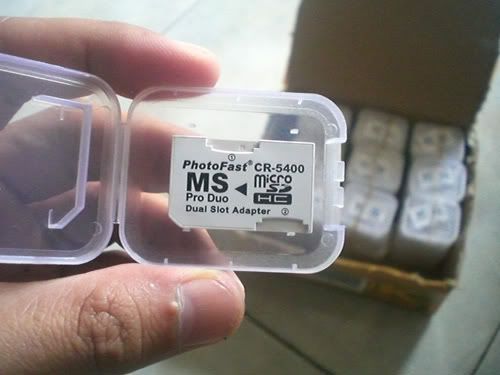 ①
PhotoFast® CR-5400
MS ◀ micro
Pro Duo SD
HC
Dual Slot Adapter ②